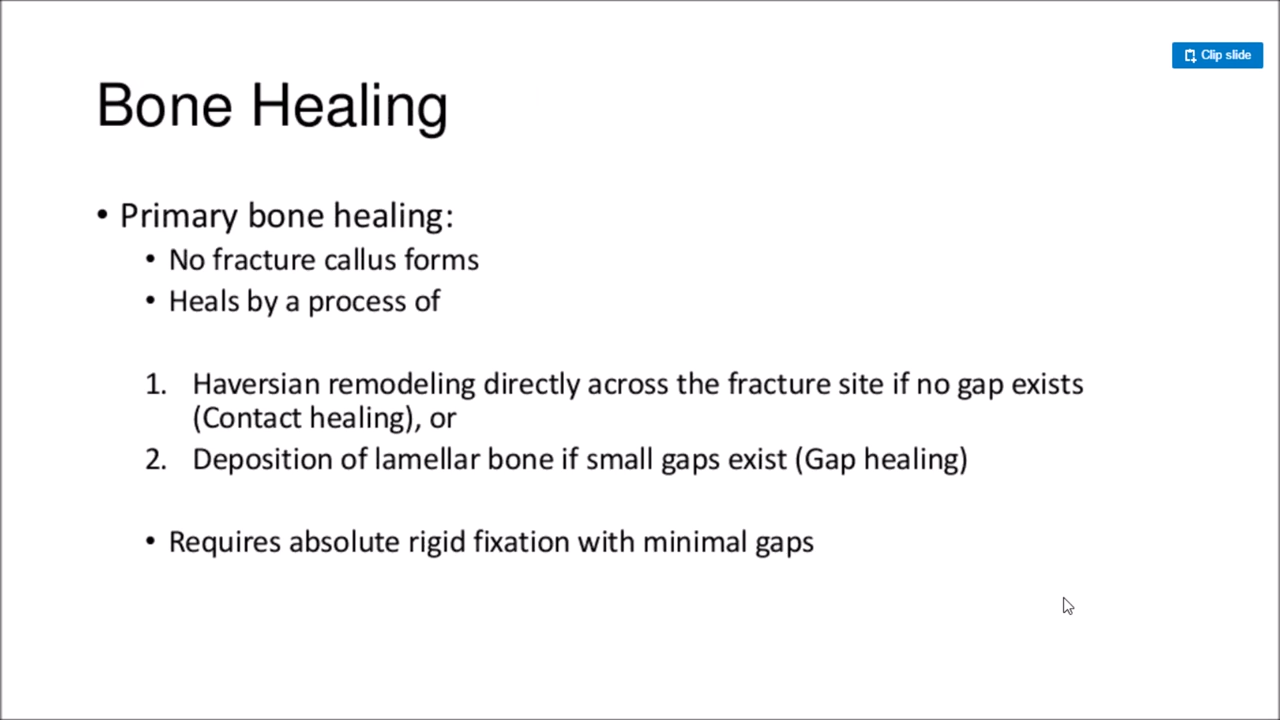 Clip slide
Bone Healing
• Primary bone healing:
• No fracture callus forms
• Heals by a process of
1. Haversian remodeling directly across the fracture site if no gap exists
(Contact healing), or
2. Deposition of lamellar bone if small gaps exist (Gap healing)
• Requires absolute rigid fixation with minimal gaps